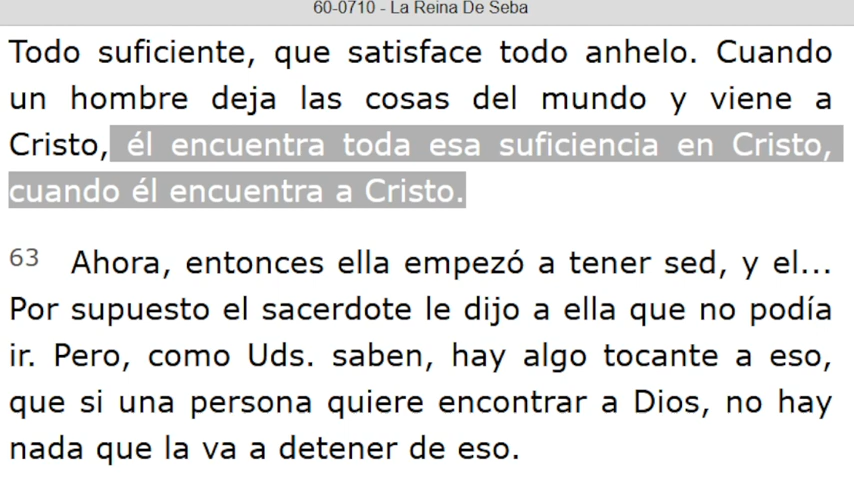 60-0710 - La Reina De Seba
Todo suficiente, que satisface todo anhelo. Cuando
un hombre deja las cosas del mundo y viene a
Cristo, él encuentra toda esa suficiencia en Cristo,
cuando él encuentra a Cristo.
63 Ahora, entonces ella empezó a tener sed, y el...
Por supuesto el sacerdote le dijo a ella que no podía
ir. Pero, como Uds. saben, hay algo tocante a eso,
que si una persona quiere encontrar a Dios, no hay
nada que la va a detener de eso.